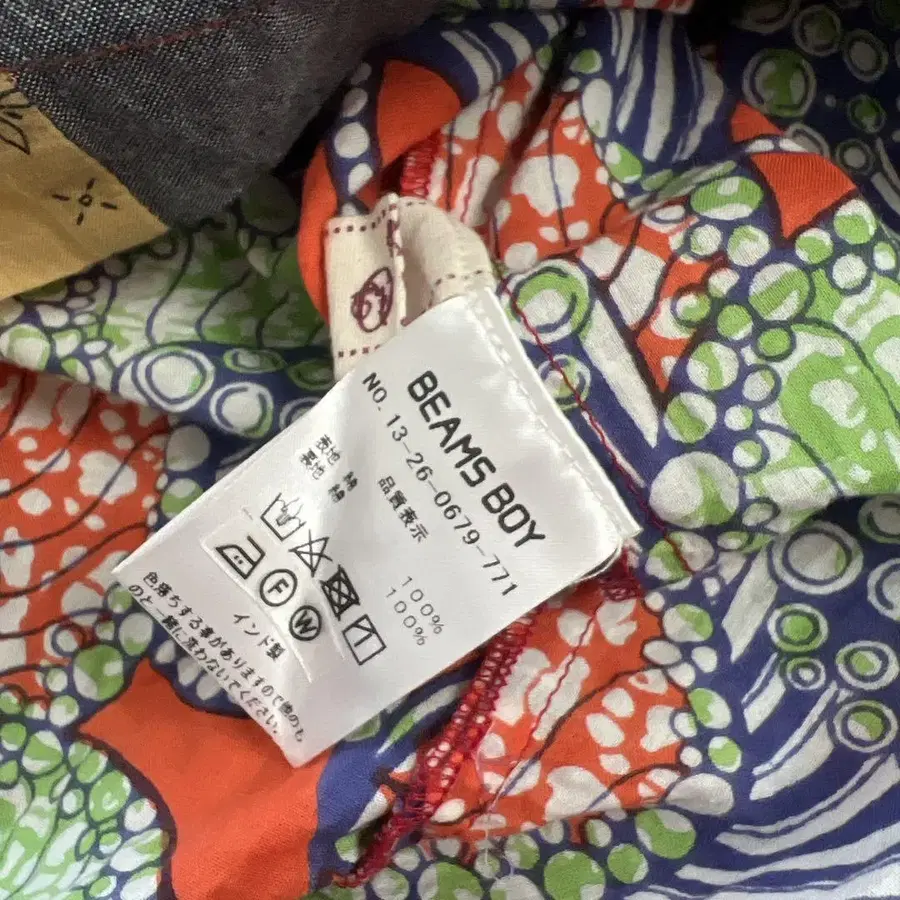 BEAMS BOY
NO. 13-26-0679-771
品質表示
表地 綿 100%
裏地 綿 100%
F W
インド製
色落ちする事がありますので他のも
のと一緒に洗わないでください。